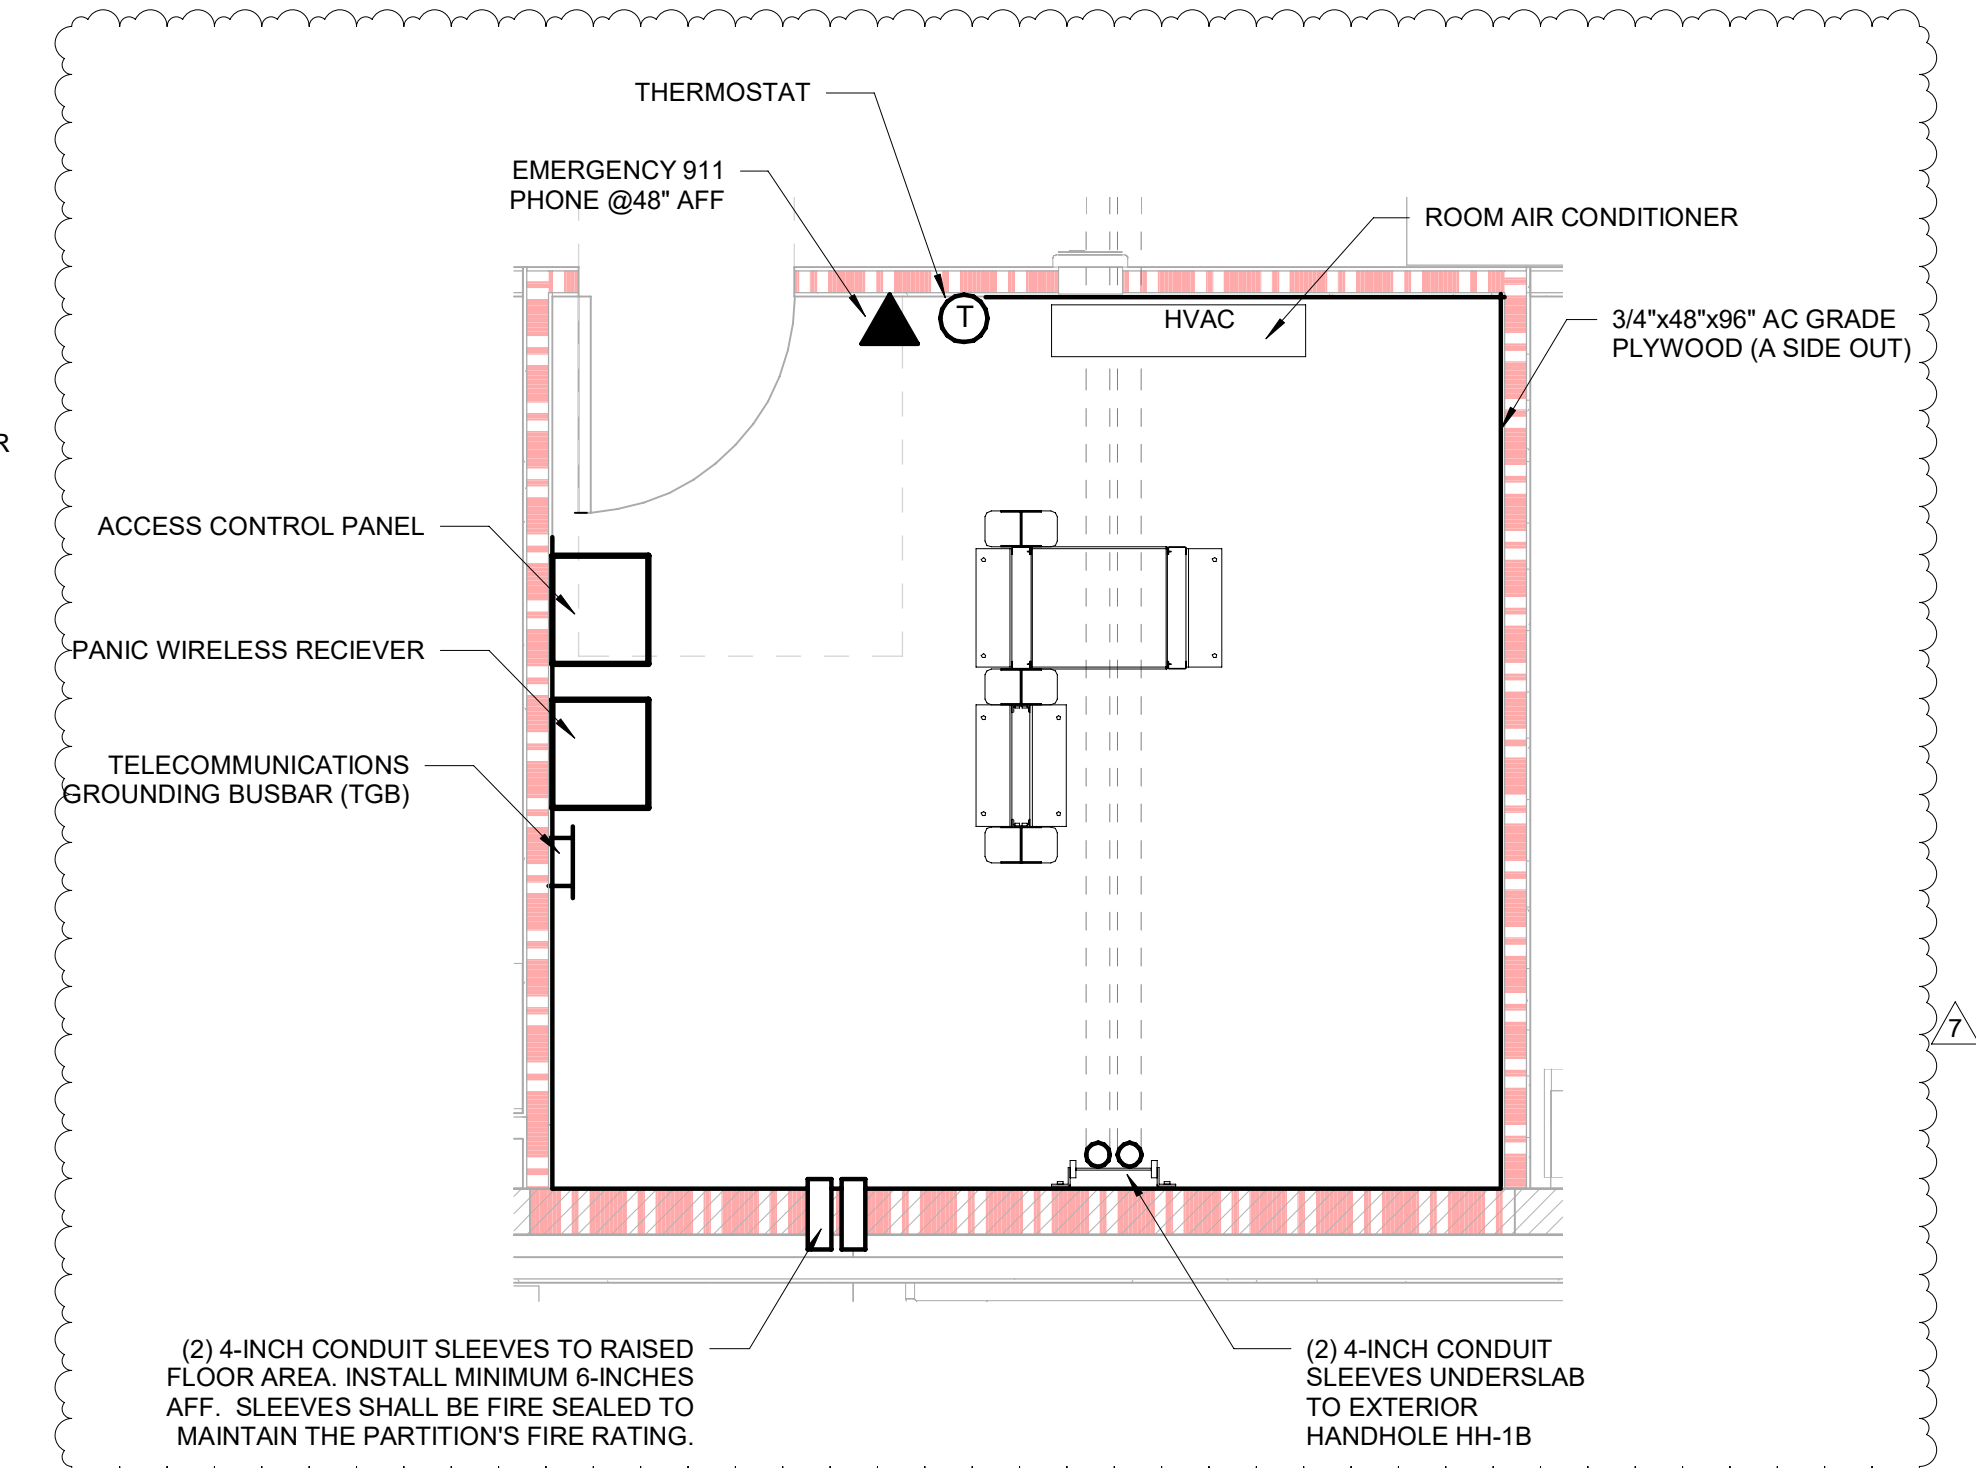 THERMOSTAT
EMERGENCY 911
PHONE @48" AFF
ROOM AIR CONDITIONER
T
HVAC
3/4"x48"x96" AC GRADE
PLYWOOD (A SIDE OUT)
R
ACCESS CONTROL PANEL
PANIC WIRELESS RECIEVER
TELECOMMUNICATIONS
GROUNDING BUSBAR (TGB)
7
(2) 4-INCH CONDUIT SLEEVES TO RAISED
FLOOR AREA. INSTALL MINIMUM 6-INCHES
AFF.  SLEEVES SHALL BE FIRE SEALED TO
MAINTAIN THE PARTITION'S FIRE RATING.
(2) 4-INCH CONDUIT
SLEEVES UNDERSLAB
TO EXTERIOR
HANDHOLE HH-1B